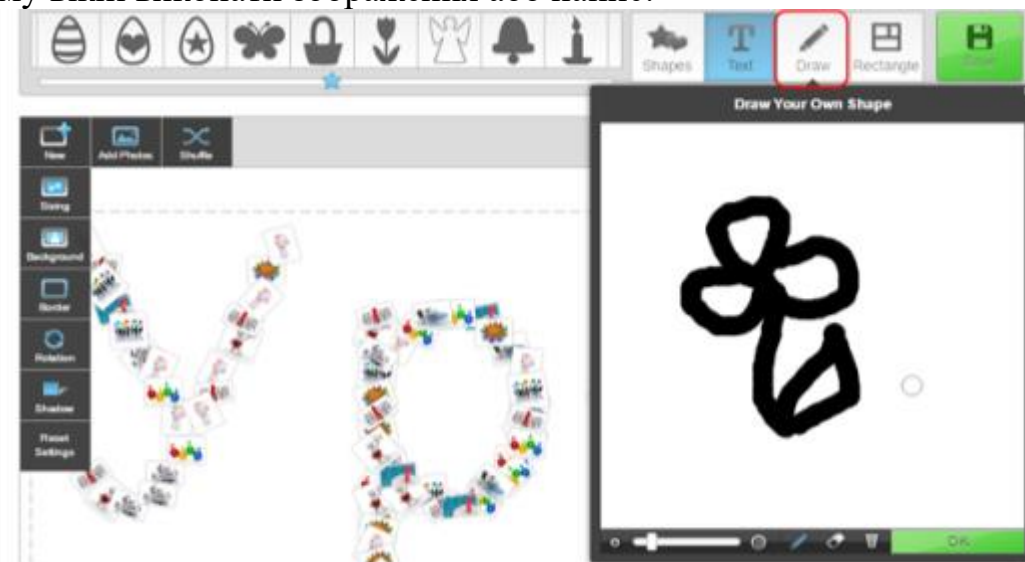 Shapes Text Draw Rectangle Save
Draw Your Own Shape
New Add Photos Shuffle
Sizing
Background
Border
Rotation
Shadow
Reset
Settings
OK